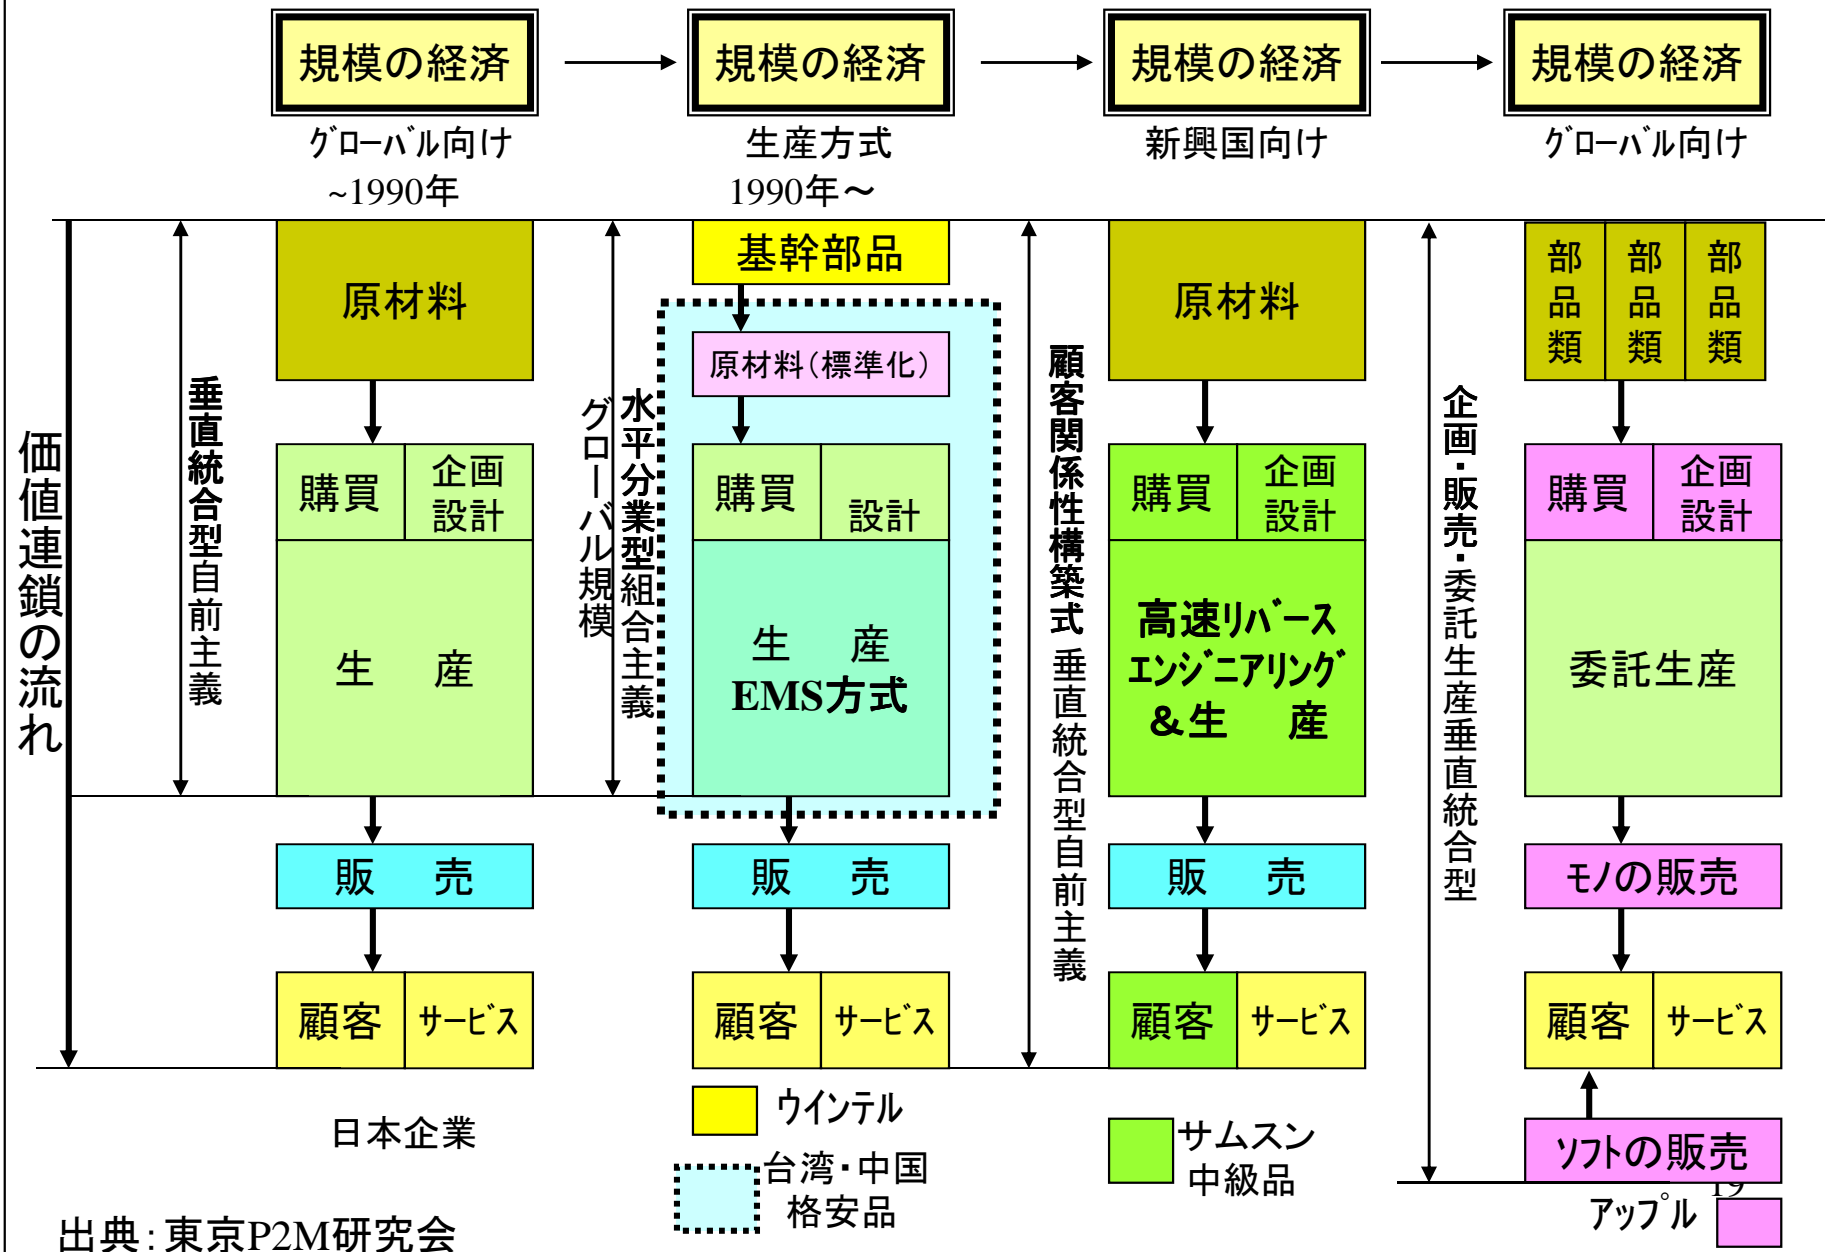 規模の経済
規模の経済
規模の経済
規模の経済
グローバル向け
生産方式
新興国向け
グローバル向け
~1990年
1990年～
価値連鎖の流れ
垂直統合型自前主義
原材料
購買
企画
設計
生　産
販　売
顧客
サービス
日本企業
水平分業型組合主義
グローバル規模
基幹部品
原材料（標準化）
購買
設計
生　産
EMS方式
販　売
顧客
サービス
ウインテル
台湾・中国
格安品
顧客関係性構築式 垂直統合型自前主義
原材料
購買
企画
設計
高速リバース
エンジニアリング
＆生　産
販　売
顧客
サービス
サムスン
中級品
企画・販売・委託生産垂直統合型
部品類
部品類
部品類
購買
企画
設計
委託生産
モノの販売
顧客
サービス
ソフトの販売
19
アップル
出典：東京P2M研究会